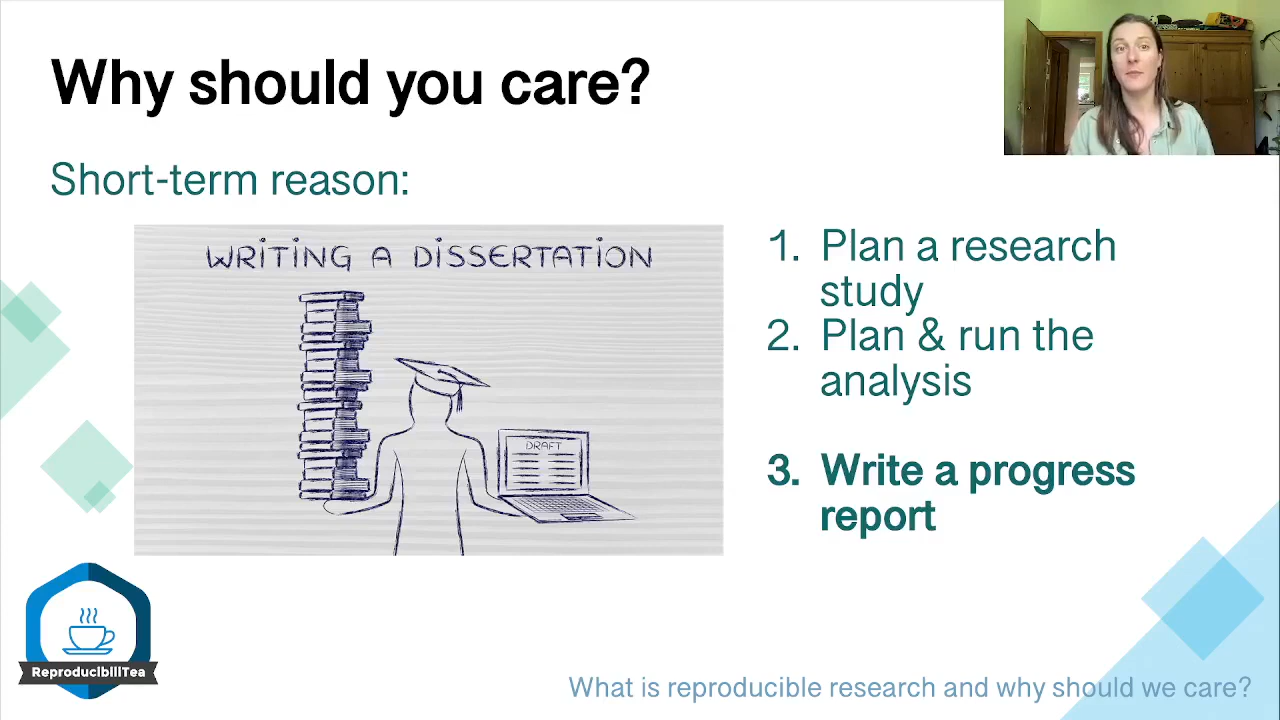 Why should you care?
Short-term reason:
WRITING A DISSERTATION
DRAFT
1. Plan a research
study
2. Plan & run the
analysis
3. Write a progress
report
ReproducibiliTea
What is reproducible research and why should we care?